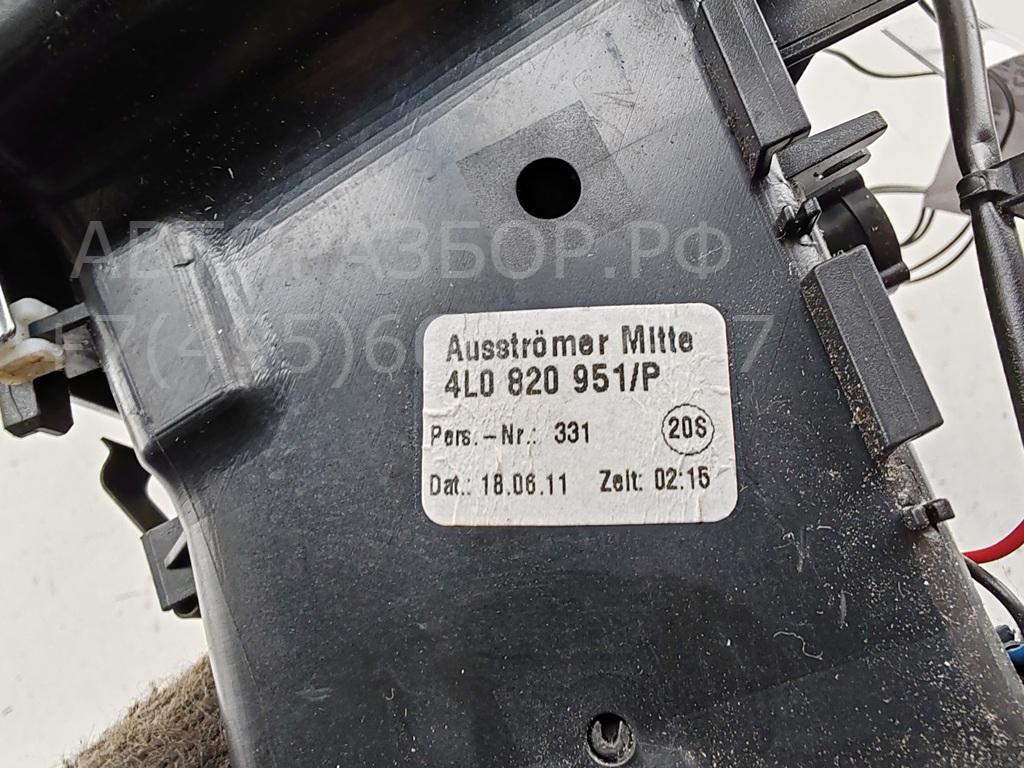 АВТОРАЗБОР.РФ
Ausströmer Mitte
4L0 820 951/P
Pers.-Nr.: 331
20S
Dat.: 18.06.11 Zeit: 02:15